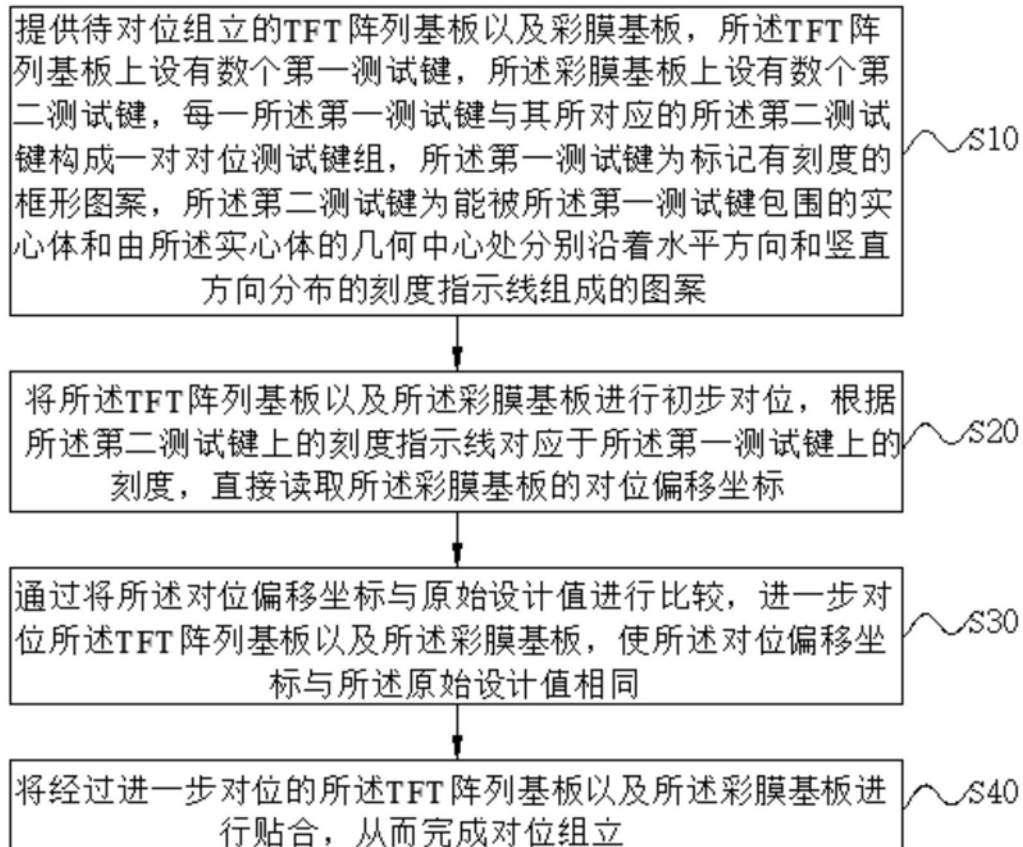 提供待对位组立的TFT阵列基板以及彩膜基板，所述TFT阵
列基板上设有数个第一测试键，所述彩膜基板上设有数个第
二测试键，每一所述第一测试键与其所对应的所述第二测试
键构成一对对位测试键组，所述第一测试键为标记有刻度的
框形图案，所述第二测试键为能被所述第一测试键包围的实
心体和由所述实心体的几何中心处分别沿着水平方向和竖直
方向分布的刻度指示线组成的图案
S10
将所述TFT阵列基板以及所述彩膜基板进行初步对位，根据
所述第二测试键上的刻度指示线对应于所述第一测试键上的
刻度，直接读取所述彩膜基板的对位偏移坐标
S20
通过将所述对位偏移坐标与原始设计值进行比较，进一步对
位所述TFT阵列基板以及所述彩膜基板，使所述对位偏移坐
标与所述原始设计值相同
S30
将经过进一步对位的所述TFT阵列基板以及所述彩膜基板进
行贴合，从而完成对位组立
S40